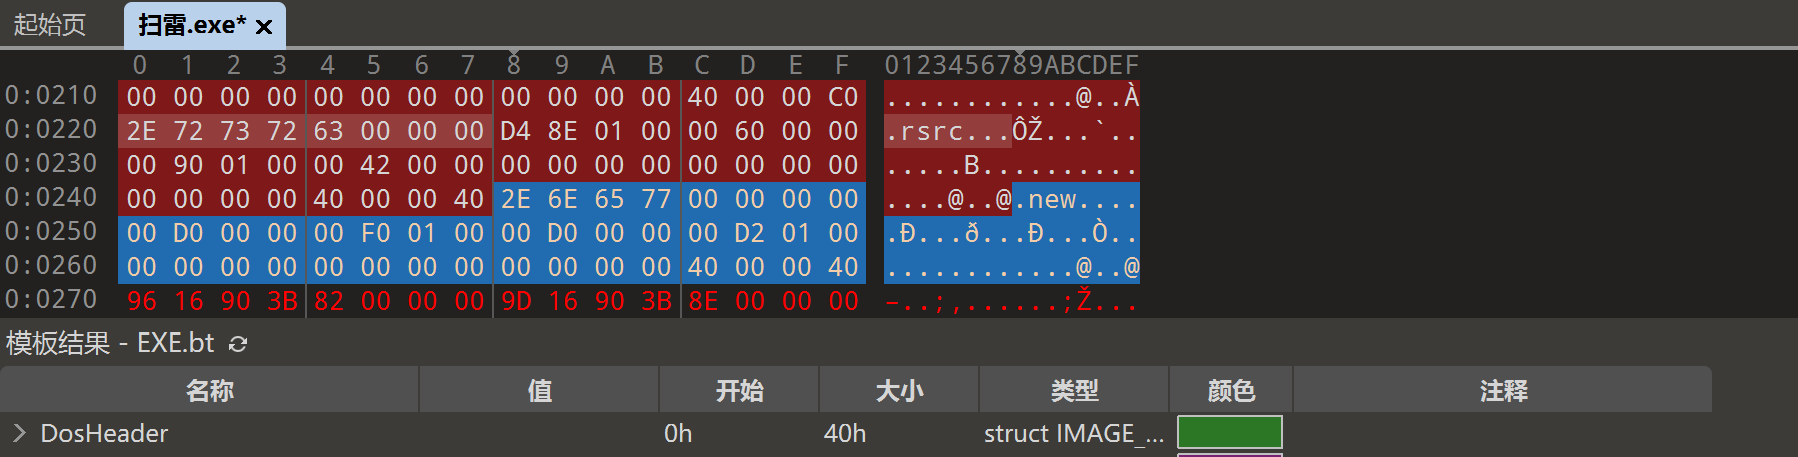 起始页 扫雷.exe*
0 1 2 3 4 5 6 7 8 9 A B C D E F 0123456789ABCDEF
0:0210 00 00 00 00 00 00 00 00 00 00 00 00 40 00 00 C0 ............@..À
0:0220 2E 72 73 72 63 00 00 00 D4 8E 01 00 00 60 00 00 .rsrc...ÔŽ...`..
0:0230 00 90 01 00 00 42 00 00 00 00 00 00 00 00 00 00 .....B..........
0:0240 00 00 00 00 40 00 00 40 2E 6E 65 77 00 00 00 00 ....@..@.new....
0:0250 00 D0 00 00 00 F0 01 00 00 D0 00 00 00 D2 01 00 .Ð...ð...Ð...Ò..
0:0260 00 00 00 00 00 00 00 00 00 00 00 00 40 00 00 40 ............@..@
0:0270 96 16 90 3B 82 00 00 00 9D 16 90 3B 8E 00 00 00 –..;‚......;Ž...
模板结果 - EXE.bt
名称 值 开始 大小 类型 颜色 注释
DosHeader 0h 40h struct IMAGE_...